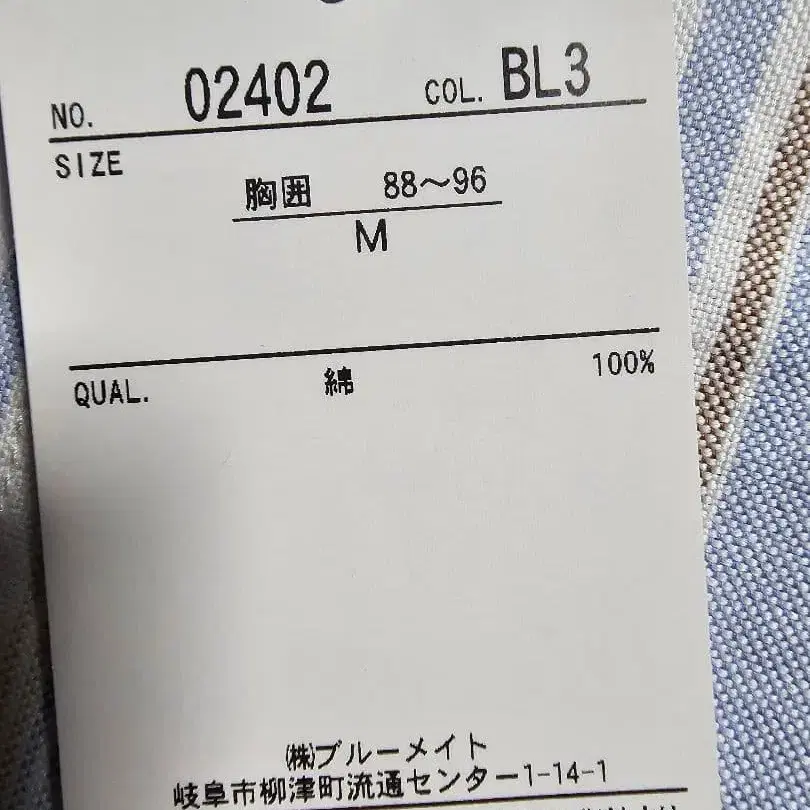 NO. 02402 COL. BL3
SIZE
胸囲 88～96
M
QUAL. 綿 100%
㈱ブルーメイト
岐阜市柳津町流通センター1-14-1